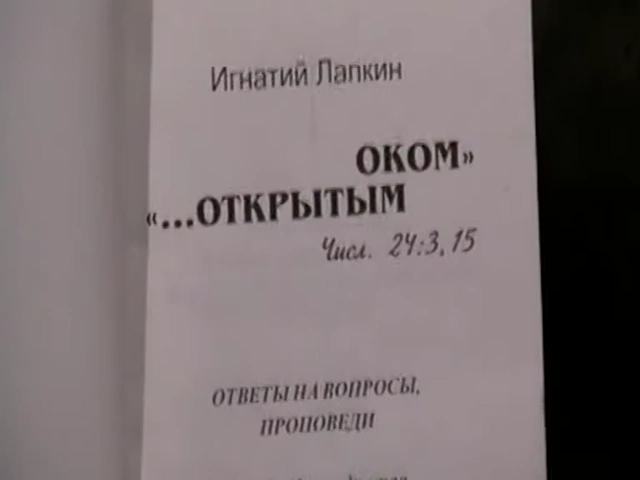 Игнатий Лапкин
ОКОМ»
«...ОТКРЫТЫМ
Числ. 24:3,15
ОТВЕТЫ НА ВОПРОСЫ,
ПРОПОВЕДИ